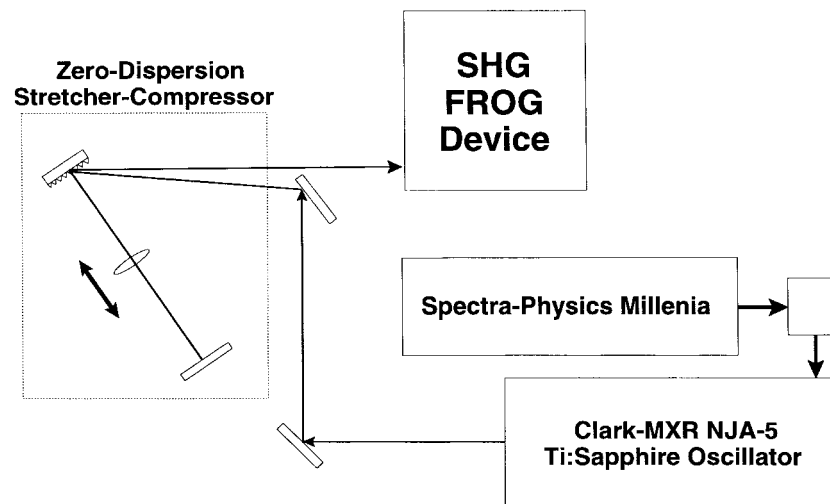 Zero-Dispersion
Stretcher-Compressor
SHG
FROG
Device
Spectra-Physics Millenia
Clark-MXR NJA-5
Ti:Sapphire Oscillator